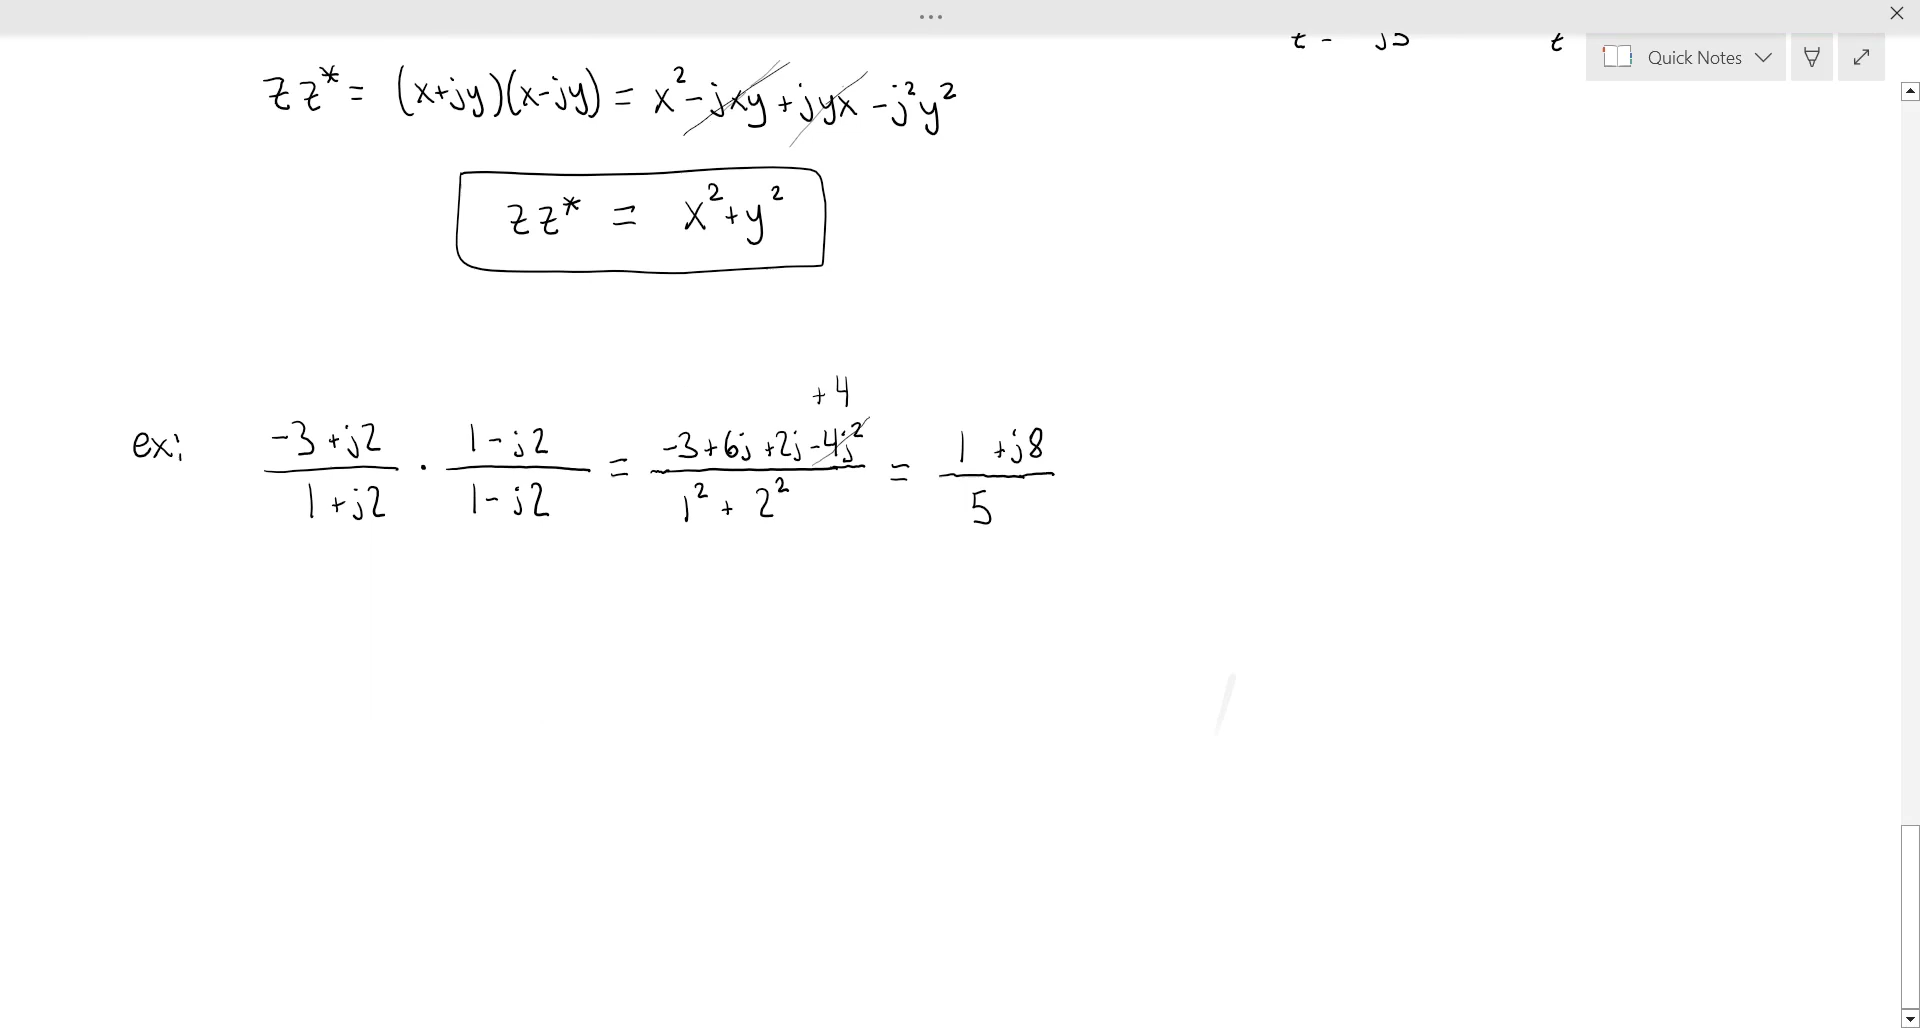 Quick Notes
zz* = (x+jy)(x-jy) = x² - jxy + jyx - j²y²
zz* = x² + y²
+4
ex: (-3+j2)/(1+j2) · (1-j2)/(1-j2) = (-3+6j+2j-4j²)/(1²+2²) = (1+j8)/5